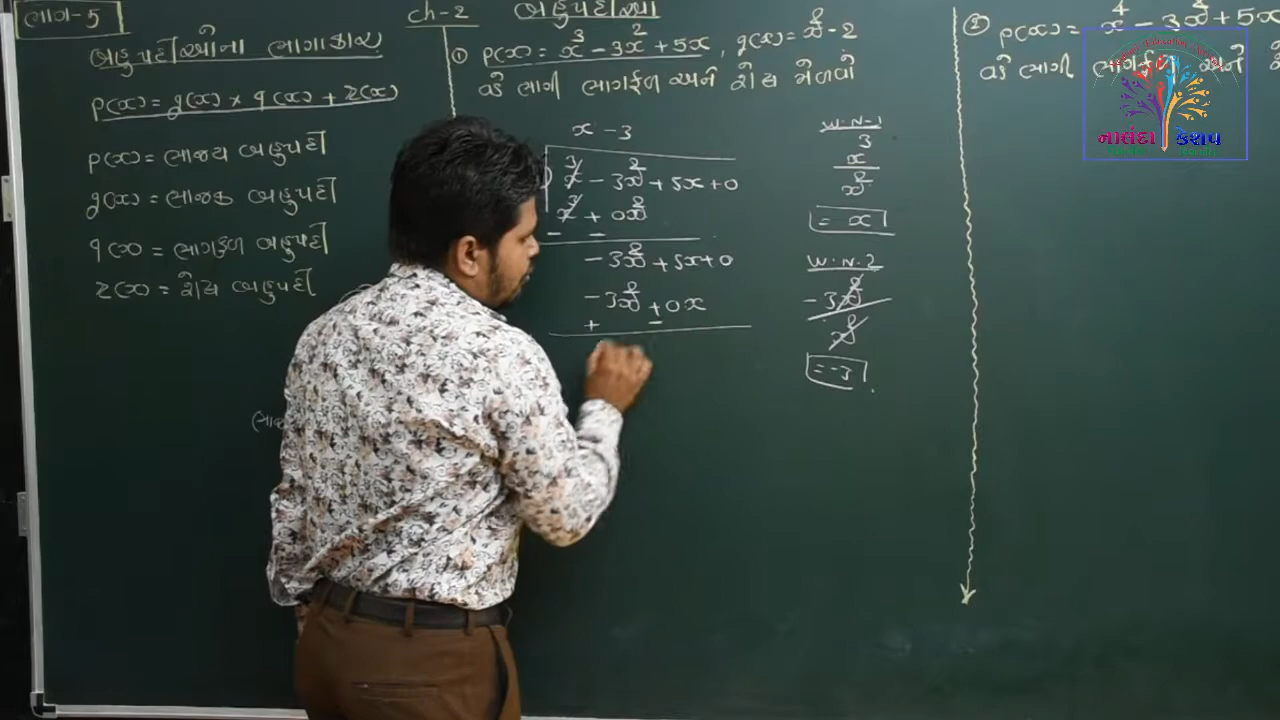 ભાગ-5
બહુપદીઓના ભાગાકાર
p(x) = g(x) × q(x) + r(x)
p(x) = ભાજ્ય બહુપદી
g(x) = ભાજક બહુપદી
q(x) = ભાગફળ બહુપદી
r(x) = શેષ બહુપદી
ch-2 બહુપદીઓ
① p(x) = x³ - 3x² + 5x, g(x) = x² - 2
વડે ભાગી ભાગફળ અને શેષ મેળવો
x - 3
x³ - 3x² + 5x + 0
x³ + 0x²
- -
- 3x² + 5x + 0
- 3x² + 0x
+ -
W.N-1
x³
x²
= x
W.N.2
- 3x²
x²
= -3
② p(x) = x⁴ - 3x² + 5x
વડે ભાગી ભાગફળ અને
નાલંદા કેરાપ